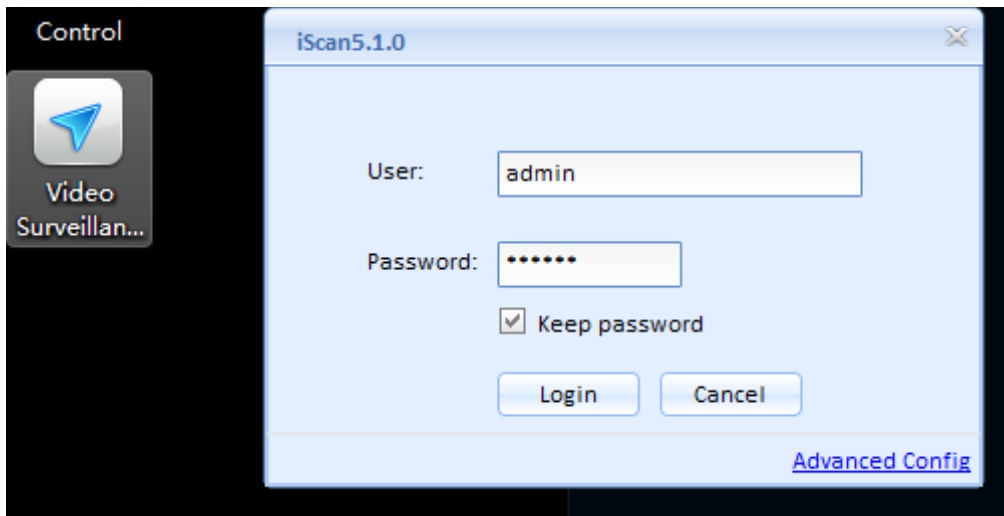 Control
Video
Surveillan...
iScan5.1.0
User:
admin
Password:
••••••
Keep password
Login
Cancel
Advanced Config